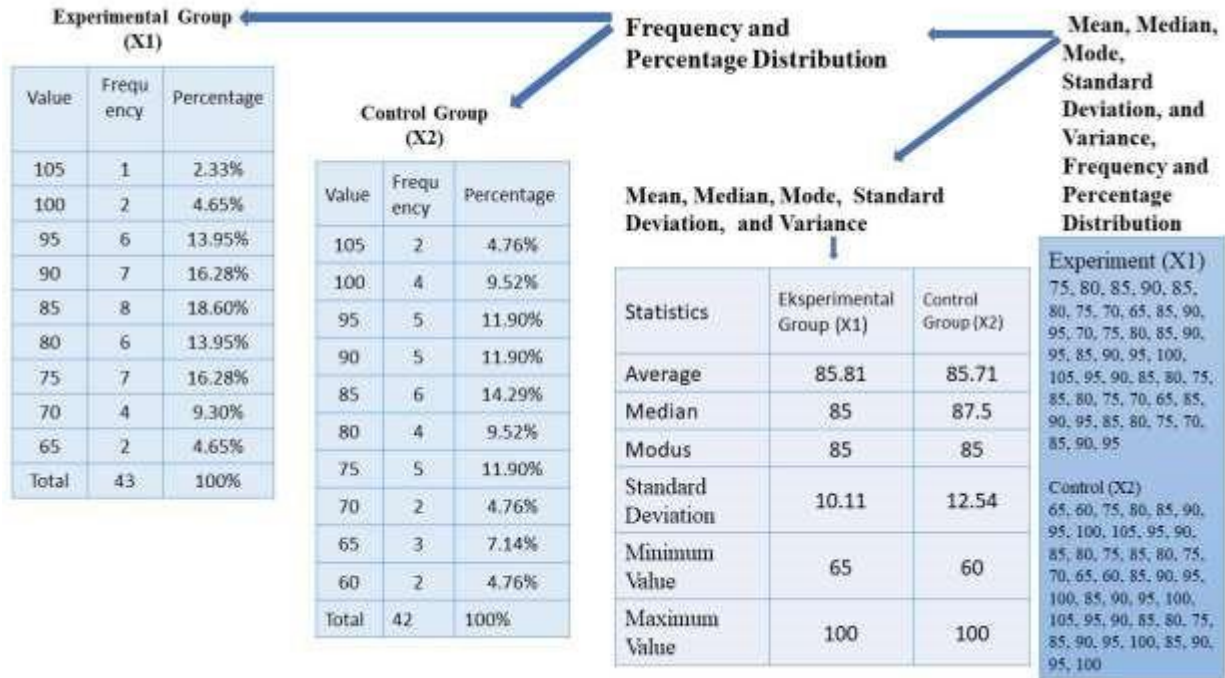 Experimental Group
(X1)
Value Frequ Percentage
ency
105 1 2.33%
100 2 4.65%
95 6 13.95%
90 7 16.28%
85 8 18.60%
80 6 13.95%
75 7 16.28%
70 4 9.30%
65 2 4.65%
Total 43 100%
Control Group
(X2)
Value Frequ Percentage
ency
105 2 4.76%
100 4 9.52%
95 5 11.90%
90 5 11.90%
85 6 14.29%
80 4 9.52%
75 5 11.90%
70 2 4.76%
65 3 7.14%
60 2 4.76%
Total 42 100%
Frequency and
Percentage Distribution
Mean, Median, Mode, Standard
Deviation, and Variance
Statistics Eksperimental Control
Group (X1) Group (X2)
Average 85.81 85.71
Median 85 87.5
Modus 85 85
Standard
Deviation 10.11 12.54
Minimum
Value 65 60
Maximum
Value 100 100
Mean, Median,
Mode,
Standard
Deviation, and
Variance,
Frequency and
Percentage
Distribution
Experiment (X1)
75, 80, 85, 90, 85,
80, 75, 70, 65, 85, 90,
95, 70, 75, 80, 85, 90,
95, 85, 90, 95, 100,
105, 95, 90, 85, 80, 75,
85, 80, 75, 70, 65, 85,
90, 95, 85, 80, 75, 70,
85, 90, 95
Control (X2)
65, 60, 75, 80, 85, 90,
95, 100, 105, 95, 90,
85, 80, 75, 85, 80, 75,
70, 65, 60, 85, 90, 95,
100, 85, 90, 95, 100,
105, 95, 90, 85, 80, 75,
85, 90, 95, 100, 85, 90,
95, 100